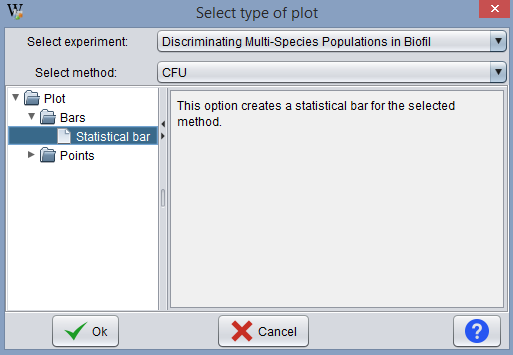 Select type of plot
Select experiment: Discriminating Multi-Species Populations in Biofil
Select method: CFU
Plot
Bars
Statistical bar
Points
This option creates a statistical bar for the selected
method.
Ok Cancel ?